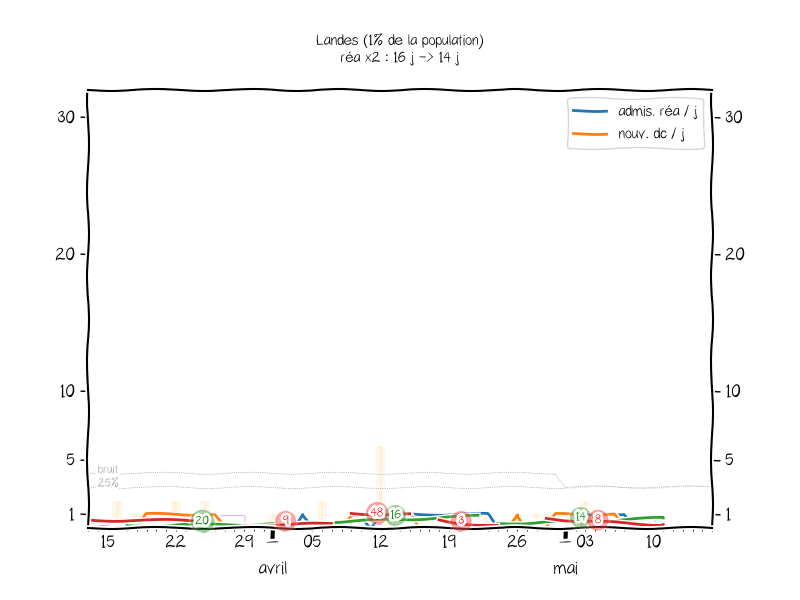 Landes (1% de la population)
réa x2 : 16 j -> 14 j
admis. réa / j
nouv. dc / j
30 30
20 20
10 10
5 5
1 1
bruit
25%
20 9 48 16 3 14 8
15 22 29 05 12 19 26 03 10
avril mai